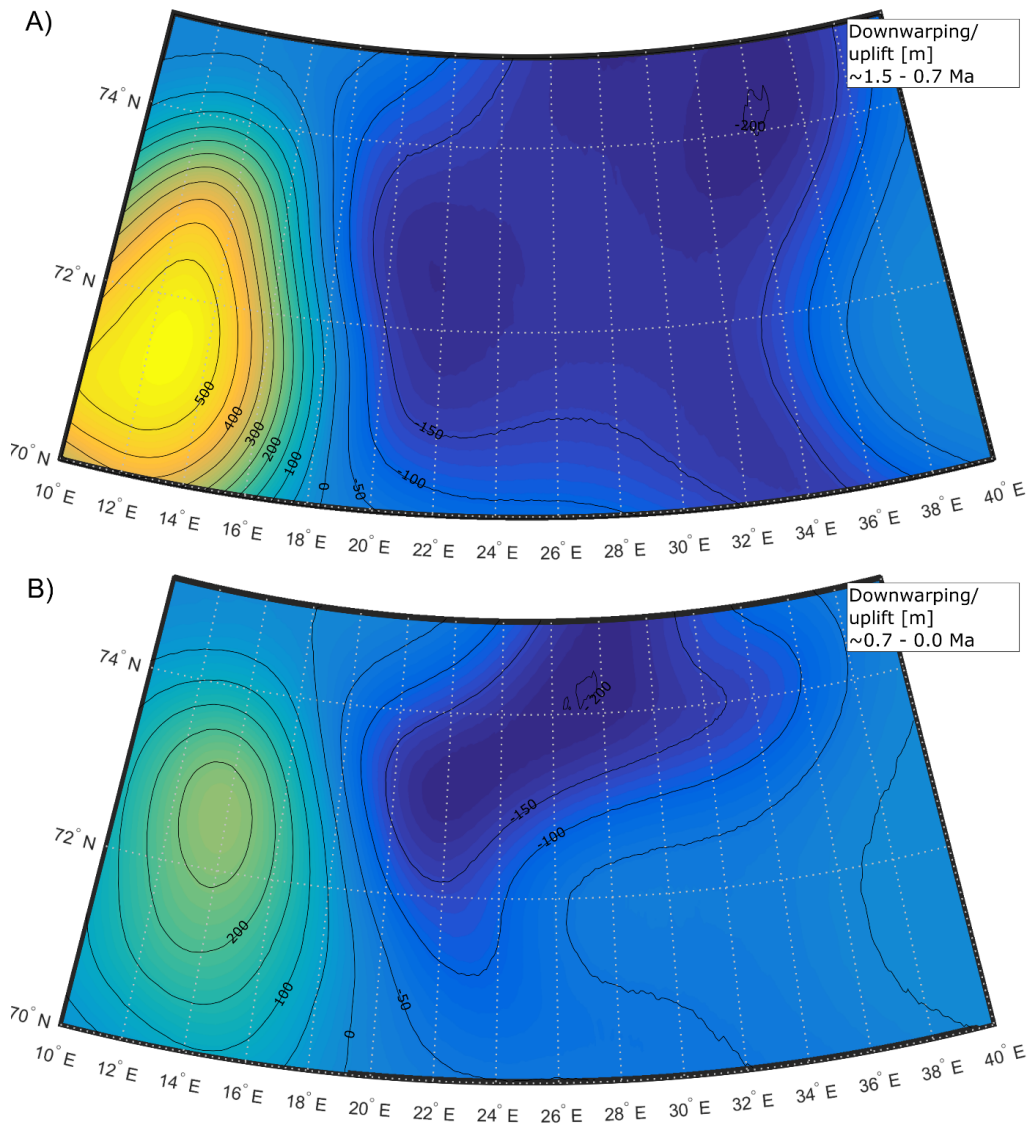 A)
Downwarping/
uplift [m]
~1.5 - 0.7 Ma
74° N
-200
72° N
500
400
300
200
100
0
-50
-100
-150
70° N
10° E
12° E
14° E
16° E
18° E
20° E
22° E
24° E
26° E
28° E
30° E
32° E
34° E
36° E
38° E
40° E
B)
Downwarping/
uplift [m]
~0.7 - 0.0 Ma
74° N
-200
-150
-100
72° N
200
100
0
-50
70° N
10° E
12° E
14° E
16° E
18° E
20° E
22° E
24° E
26° E
28° E
30° E
32° E
34° E
36° E
38° E
40° E